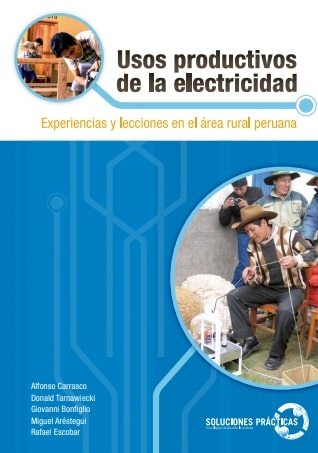 Usos productivos
de la electricidad
Experiencias y lecciones en el área rural peruana
Alfonso Carrasco
Donald Tarnawiecki
Giovanni Bonfiglio
Miguel Aréstegui
Rafael Escobar
SOLUCIONES PRÁCTICAS